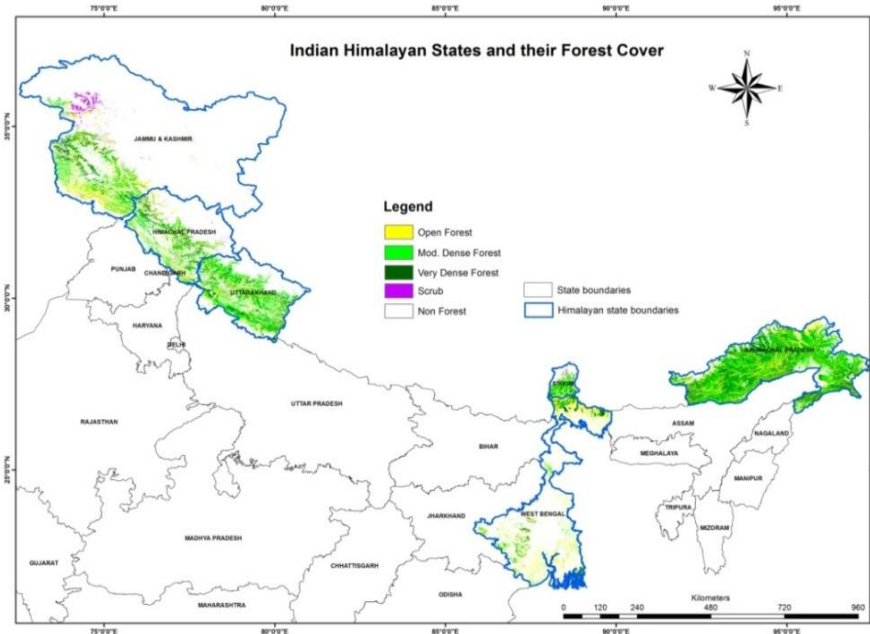 75°0'0"E 80°0'0"E 85°0'0"E 90°0'0"E 95°0'0"E
Indian Himalayan States and their Forest Cover
N
W E
S
35°0'0"N
JAMMU & KASHMIR
Legend
Open Forest
HIMACHAL PRADESH
Mod. Dense Forest
PUNJAB
CHANDIGARH
Very Dense Forest
UTTARAKHAND
Scrub
State boundaries
30°0'0"N
Non Forest
Himalayan state boundaries
HARYANA
DELHI
ARUNACHAL PRADESH
SIKKIM
UTTAR PRADESH
RAJASTHAN
ASSAM
BIHAR
NAGALAND
MEGHALAYA
25°0'0"N
MANIPUR
TRIPURA
JHARKHAND
WEST BENGAL
MIZORAM
MADHYA PRADESH
GUJARAT
CHHATTISGARH
ODISHA
MAHARASHTRA
Kilometers
0 120 240 480 720 960
75°0'0"E 80°0'0"E 85°0'0"E 90°0'0"E 95°0'0"E